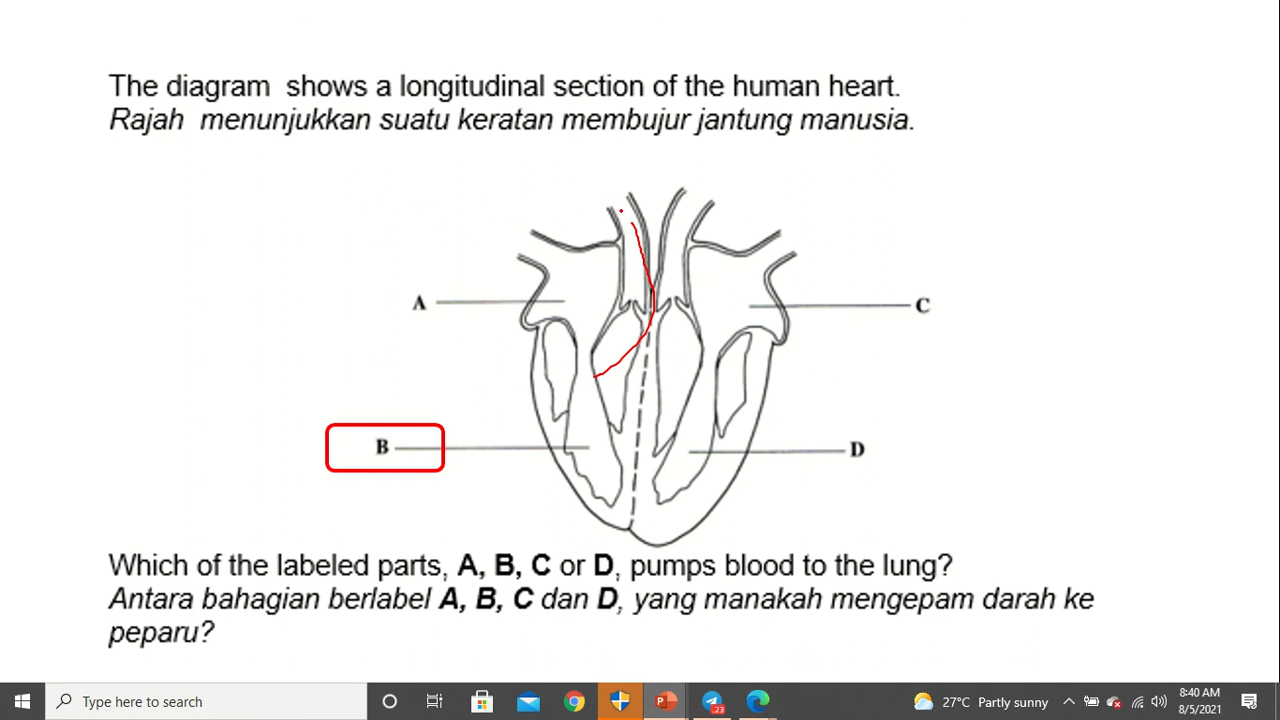 The diagram  shows a longitudinal section of the human heart.
Rajah  menunjukkan suatu keratan membujur jantung manusia.
A
C
B
D
Which of the labeled parts, A, B, C or D, pumps blood to the lung?
Antara bahagian berlabel A, B, C dan D, yang manakah mengepam darah ke
peparu?
Type here to search
23
27°C  Partly sunny
8:40 AM
8/5/2021